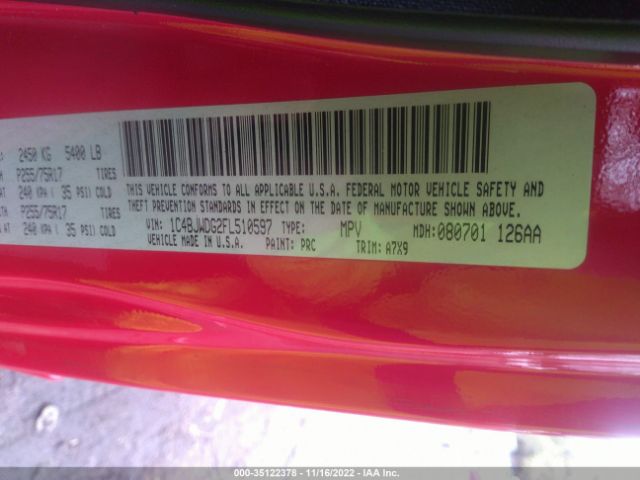 : 2450 KG 5400 LB
H P255/75R17 TIRES
AT 240 KPA ( 35 PSI) COLD
TH P255/75R17 TIRES
AT 240 KPA ( 35 PSI) COLD
THIS VEHICLE CONFORMS TO ALL APPLICABLE U.S.A. FEDERAL MOTOR VEHICLE SAFETY AND
THEFT PREVENTION STANDARDS IN EFFECT ON THE DATE OF MANUFACTURE SHOWN ABOVE.
VIN: 1C4BJWDG2FL510597 TYPE: MPV MDH:080701 126AA
VEHICLE MADE IN U.S.A. PAINT: PRC TRIM: A7X9
000-35122378 - 11/16/2022 - IAA Inc.